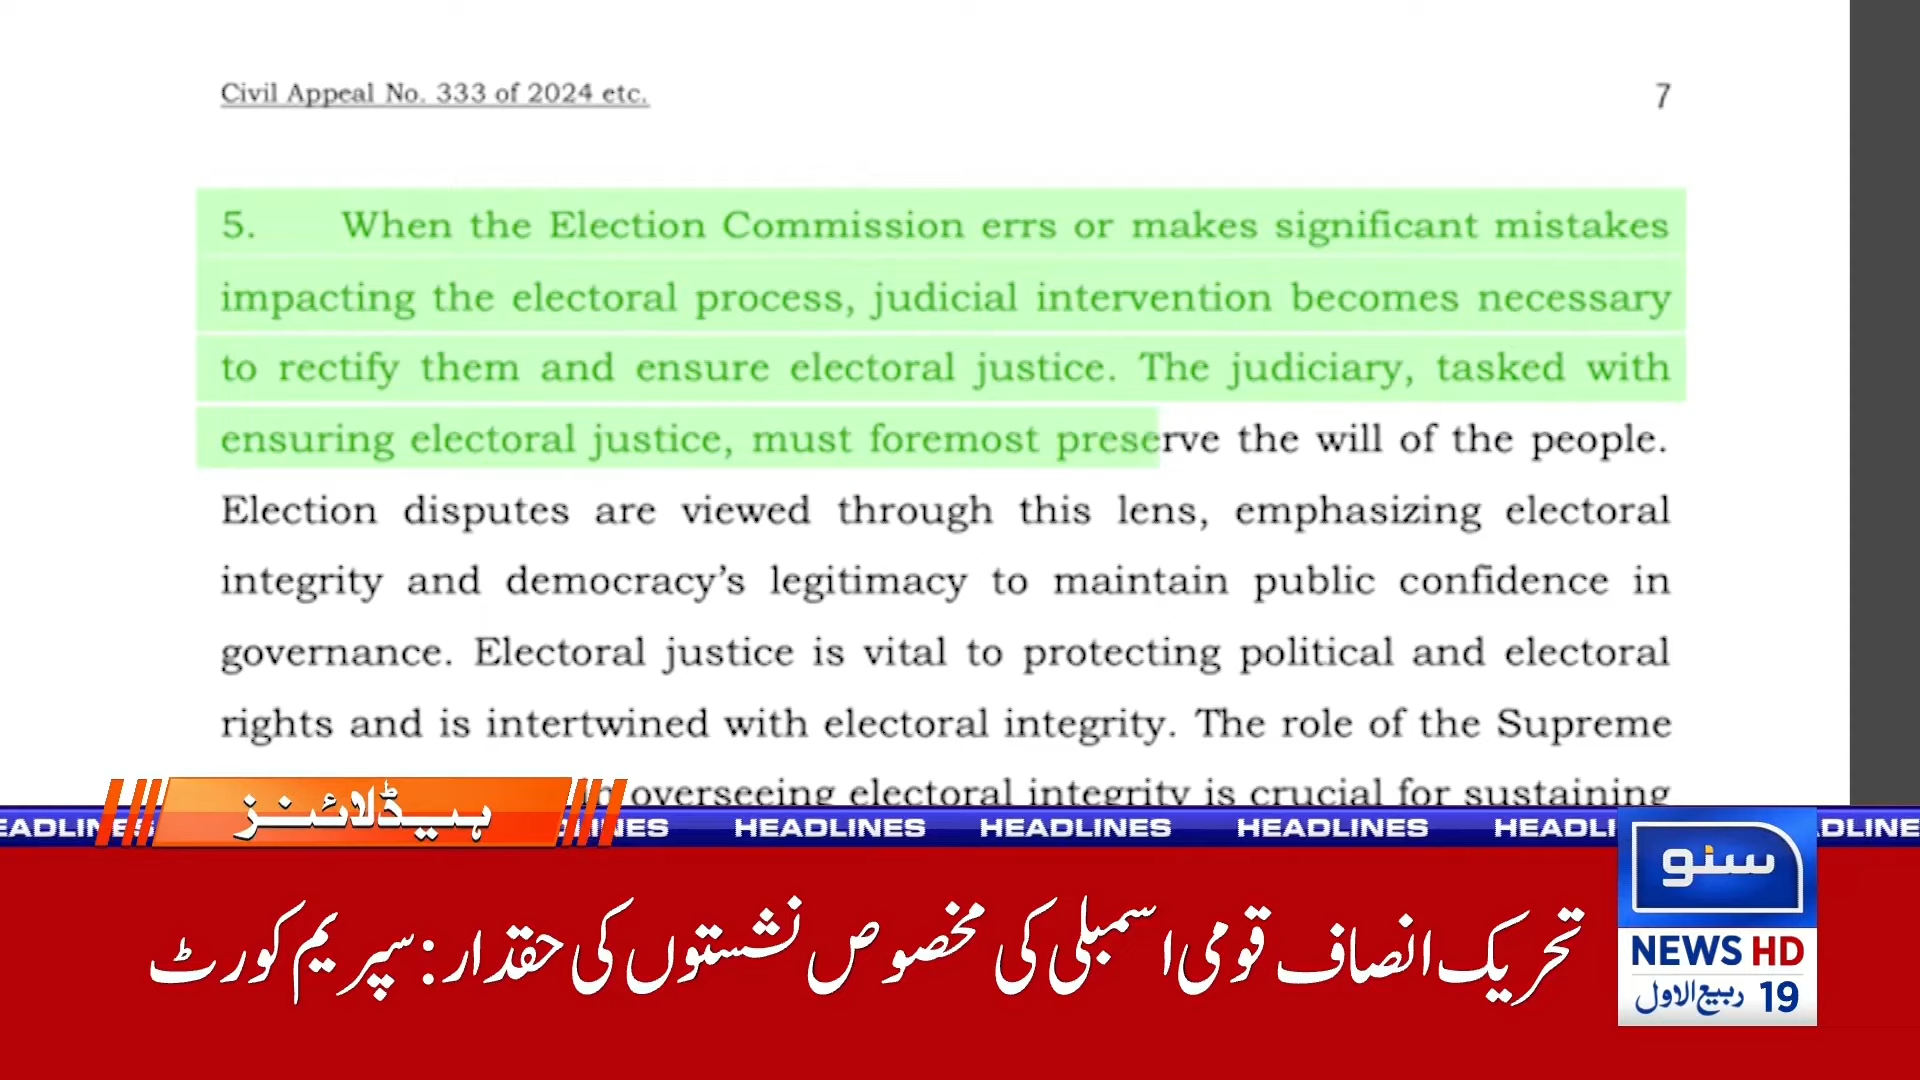 Civil Appeal No. 333 of 2024 etc. 7
5. When the Election Commission errs or makes significant mistakes
impacting the electoral process, judicial intervention becomes necessary
to rectify them and ensure electoral justice. The judiciary, tasked with
ensuring electoral justice, must foremost preserve the will of the people.
Election disputes are viewed through this lens, emphasizing electoral
integrity and democracy’s legitimacy to maintain public confidence in
governance. Electoral justice is vital to protecting political and electoral
rights and is intertwined with electoral integrity. The role of the Supreme
overseeing electoral integrity is crucial for sustaining
ہیڈلائنز
HEADLINES HEADLINES HEADLINES
تحریک انصاف قومی اسمبلی کی مخصوص نشستوں کی حقدار: سپریم کورٹ
سنو
NEWS HD
19 ربیع الاول